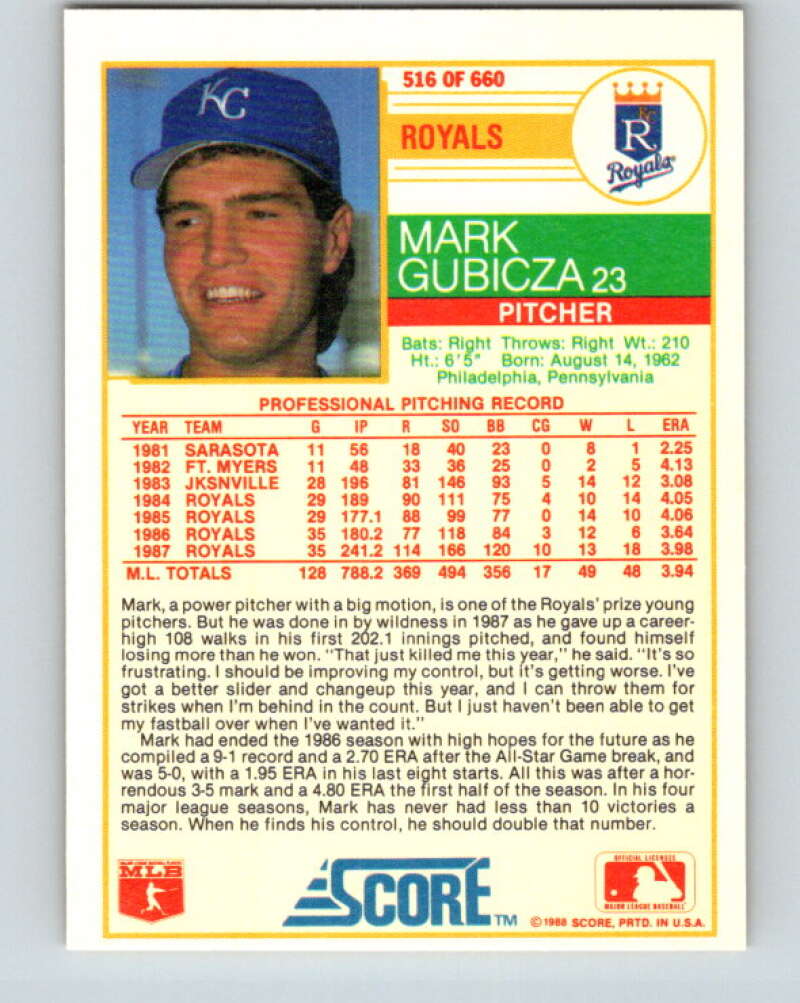 KC
516 OF 660
ROYALS
KC
R
Royals
MARK
GUBICZA 23
PITCHER
Bats: Right Throws: Right Wt.: 210
Ht.: 6'5" Born: August 14, 1962
Philadelphia, Pennsylvania
PROFESSIONAL PITCHING RECORD
YEAR TEAM G IP R SO BB CG W L ERA
1981 SARASOTA 11 56 18 40 23 0 8 1 2.25
1982 FT. MYERS 11 48 33 36 25 0 2 5 4.13
1983 JKSNVILLE 28 196 81 146 93 5 14 12 3.08
1984 ROYALS 29 189 90 111 75 4 10 14 4.05
1985 ROYALS 29 177.1 88 99 77 0 14 10 4.06
1986 ROYALS 35 180.2 77 118 84 3 12 6 3.64
1987 ROYALS 35 241.2 114 166 120 10 13 18 3.98
M.L. TOTALS 128 788.2 369 494 356 17 49 48 3.94
Mark, a power pitcher with a big motion, is one of the Royals' prize young
pitchers. But he was done in by wildness in 1987 as he gave up a career-
high 108 walks in his first 202.1 innings pitched, and found himself
losing more than he won. "That just killed me this year," he said. "It's so
frustrating. I should be improving my control, but it's getting worse. I've
got a better slider and changeup this year, and I can throw them for
strikes when I'm behind in the count. But I just haven't been able to get
my fastball over when I've wanted it."
Mark had ended the 1986 season with high hopes for the future as he
compiled a 9-1 record and a 2.70 ERA after the All-Star Game break, and
was 5-0, with a 1.95 ERA in his last eight starts. All this was after a hor-
rendous 3-5 mark and a 4.80 ERA the first half of the season. In his four
major league seasons, Mark has never had less than 10 victories a
season. When he finds his control, he should double that number.
MAJOR LEAGUE BASEBALL PLAYERS
MLB
SCORE TM
OFFICIAL LICENSEE
MAJOR LEAGUE BASEBALL
©1988 SCORE, PRTD. IN U.S.A.